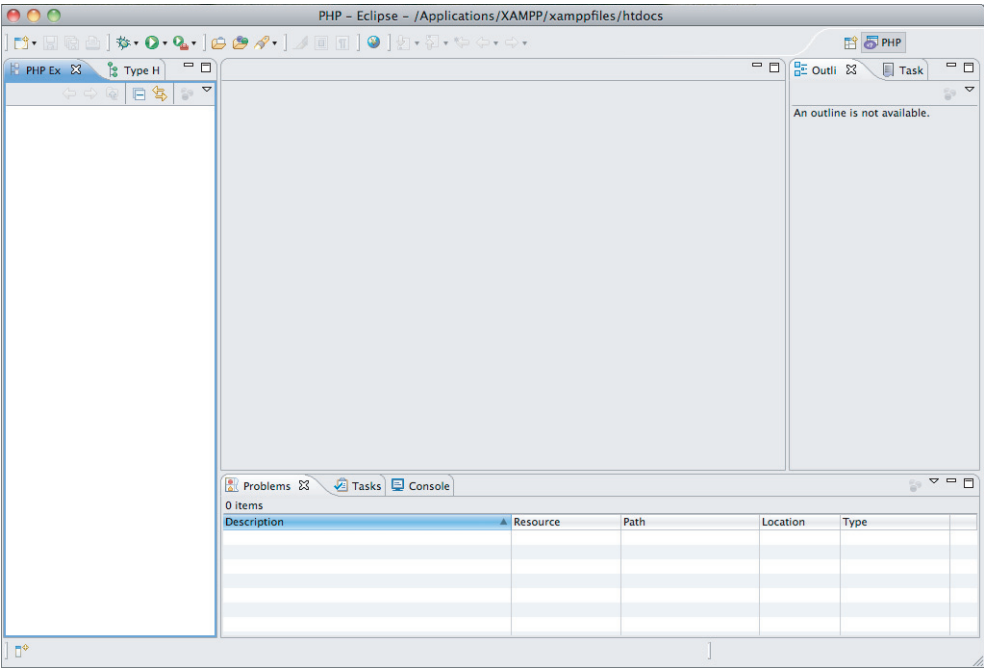 PHP – Eclipse – /Applications/XAMPP/xamppfiles/htdocs
PHP
PHP Ex
Type H
Outli
Task
An outline is not available.
Problems
Tasks
Console
0 items
Description
Resource
Path
Location
Type